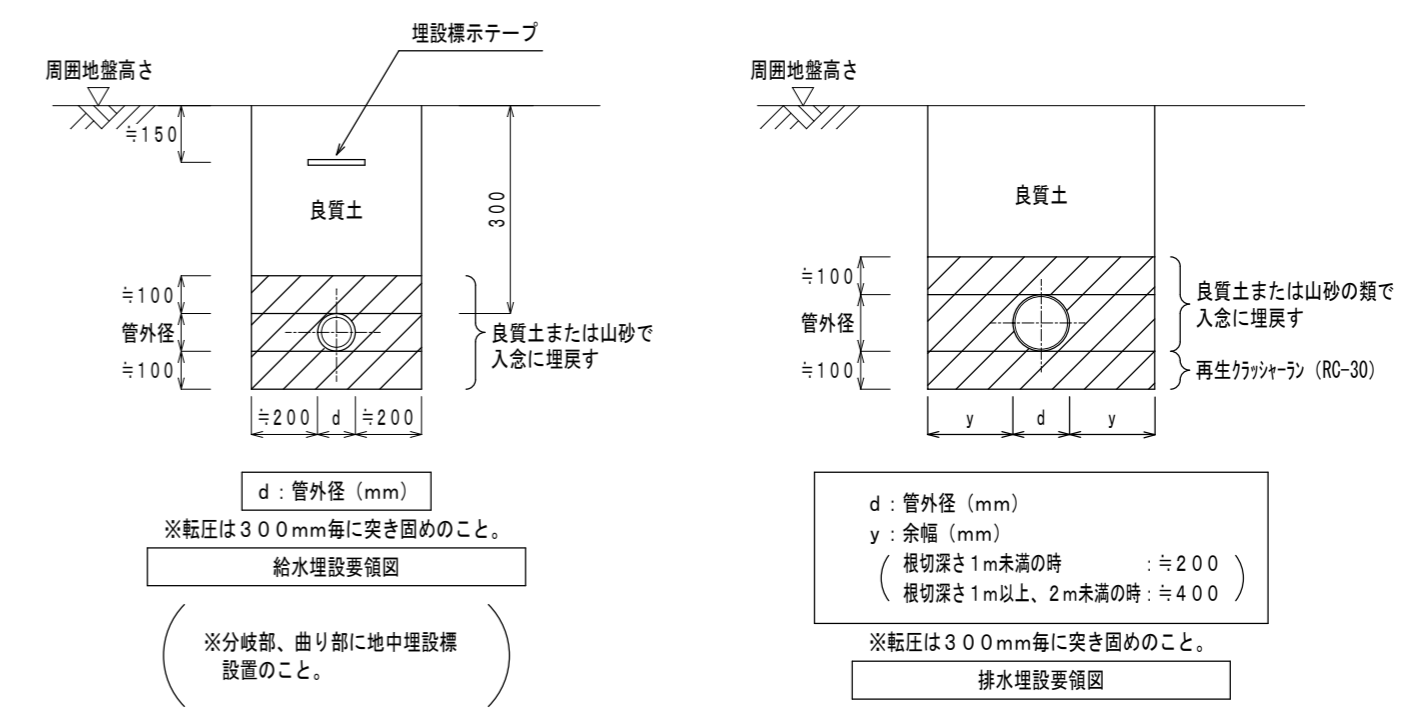 埋設標示テープ
周囲地盤高さ
≒150
良質土
300
≒100
管外径
≒100
良質土または山砂で
入念に埋戻す
≒200
d
≒200
d：管外径（mm）
※転圧は３００mm毎に突き固めのこと。
給水埋設要領図
※分岐部、曲り部に地中埋設標
設置のこと。
周囲地盤高さ
良質土
≒100
管外径
≒100
良質土または山砂の類で
入念に埋戻す
再生クラッシャーラン（RC-30）
y
d
y
d：管外径（mm）
y：余幅（mm）
根切深さ１m未満の時　　　　：≒２００
根切深さ１m以上、２m未満の時：≒４００
※転圧は３００mm毎に突き固めのこと。
排水埋設要領図